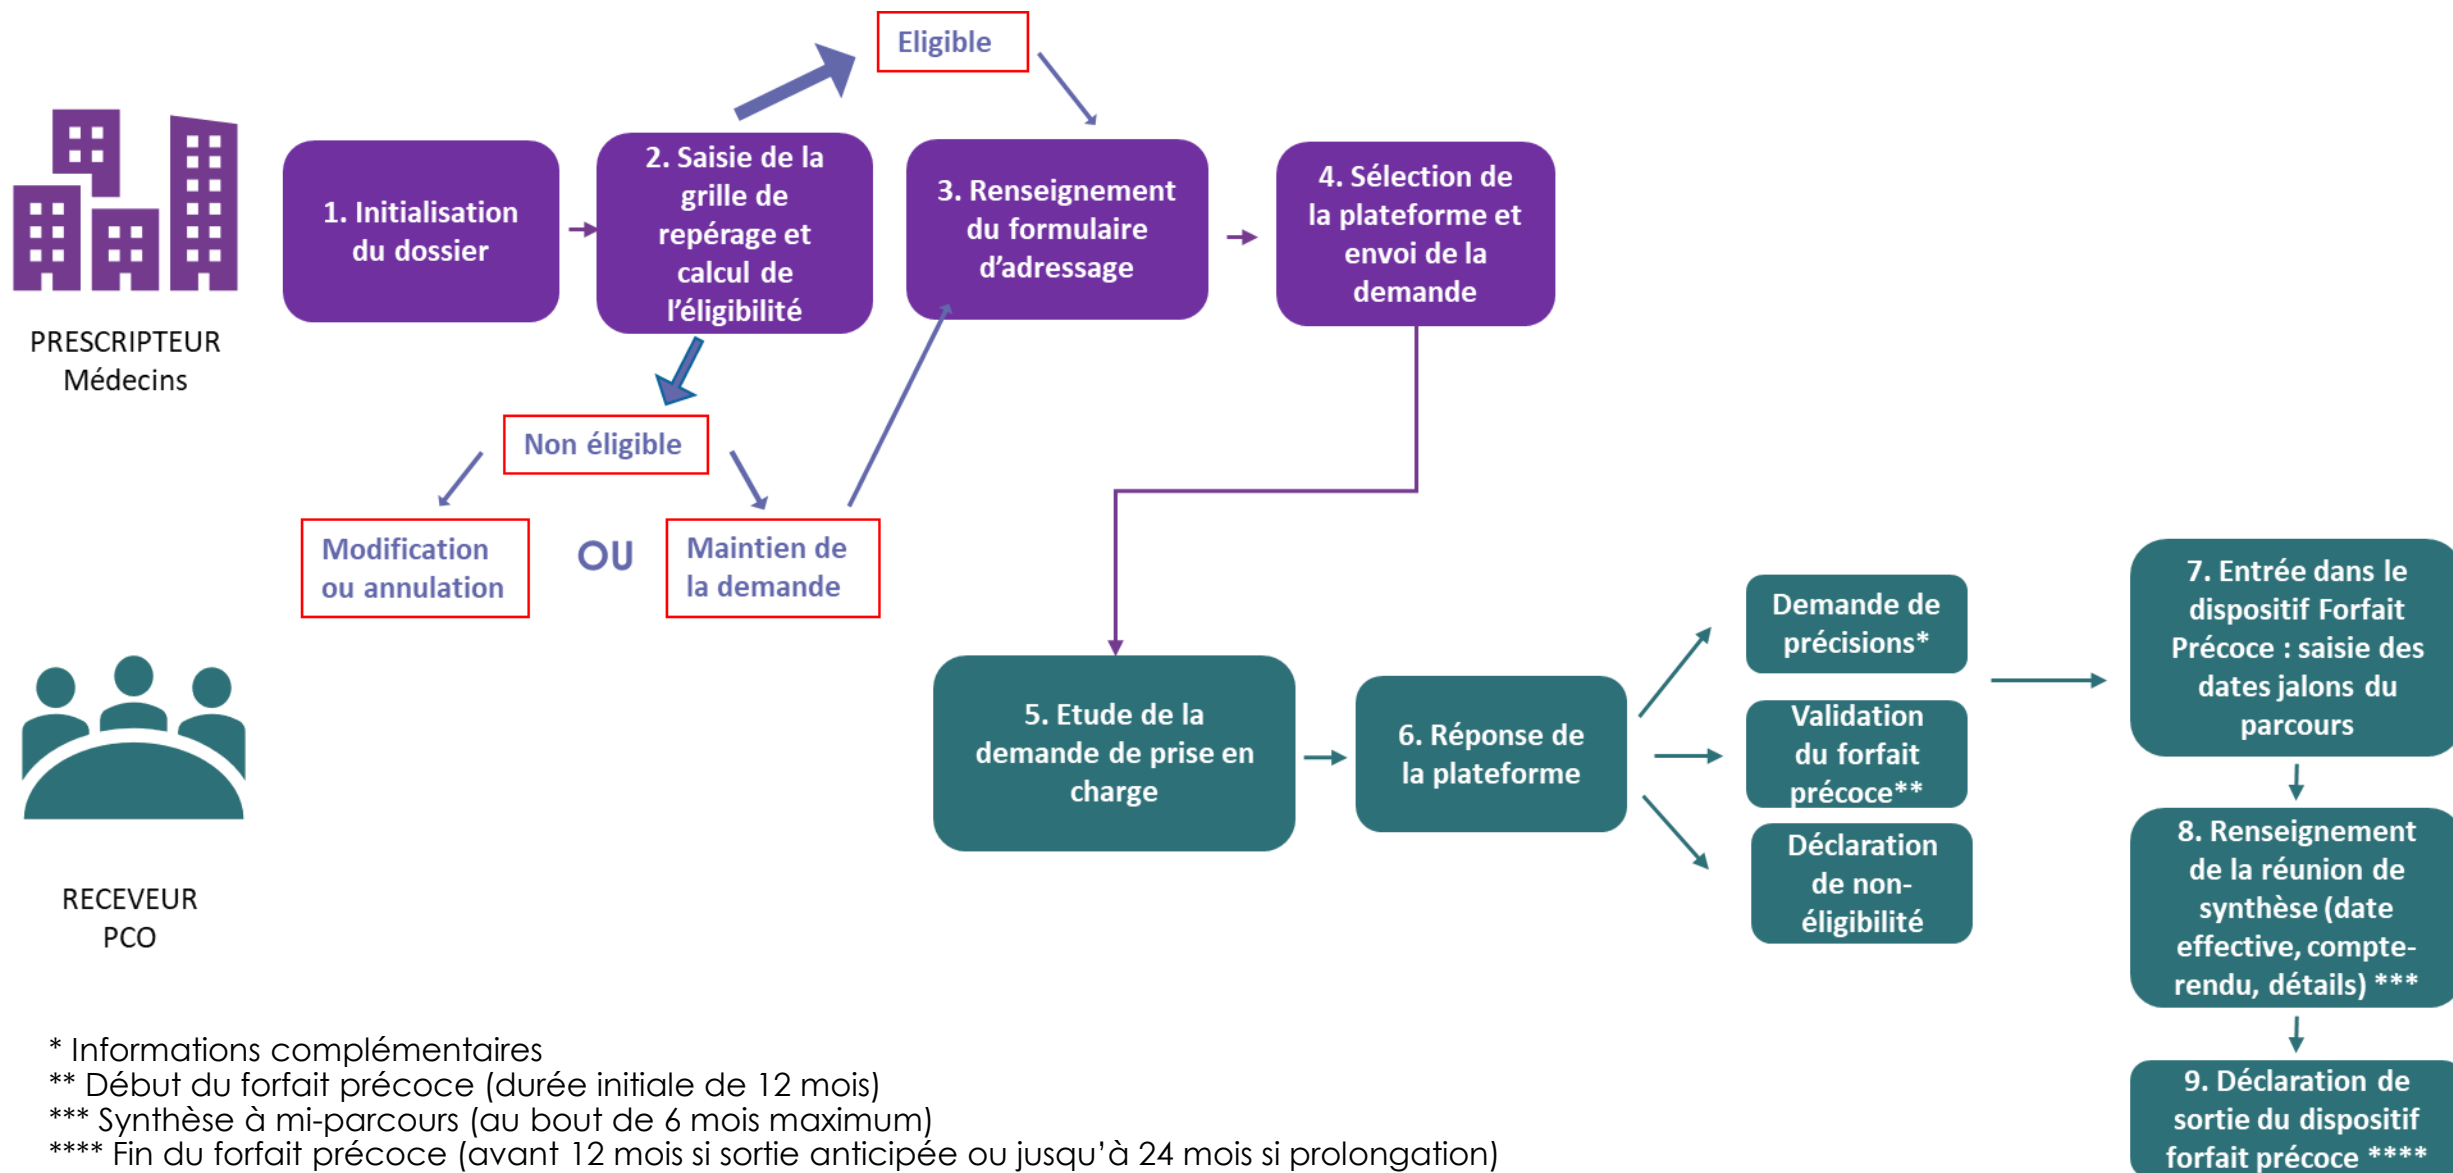 Eligible
PRESCRIPTEUR
Médecins
1. Initialisation
du dossier
2. Saisie de la
grille de
repérage et
calcul de
l'éligibilité
3. Renseignement
du formulaire
d'adressage
4. Sélection de
la plateforme et
envoi de la
demande
Non éligible
Modification
ou annulation
OU
Maintien de
la demande
RECEVEUR
PCO
5. Etude de la
demande de prise en
charge
6. Réponse de
la plateforme
Demande de
précisions*
Validation
du forfait
précoce**
Déclaration
de non-
éligibilité
7. Entrée dans le
dispositif Forfait
Précoce : saisie des
dates jalons du
parcours
8. Renseignement
de la réunion de
synthèse (date
effective, compte-
rendu, détails) ***
9. Déclaration de
sortie du dispositif
forfait précoce ****
* Informations complémentaires
** Début du forfait précoce (durée initiale de 12 mois)
*** Synthèse à mi-parcours (au bout de 6 mois maximum)
**** Fin du forfait précoce (avant 12 mois si sortie anticipée ou jusqu'à 24 mois si prolongation)